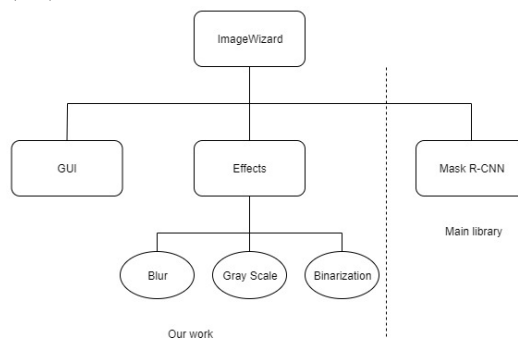 ImageWizard
GUI
Effects
Mask R-CNN
Main library
Blur
Gray Scale
Binarization
Our work